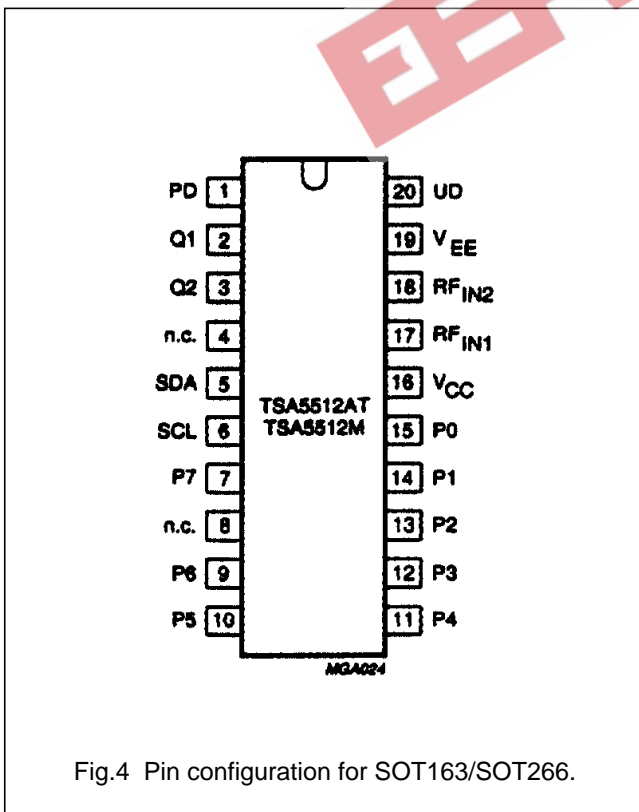 PD 1 20 UD
Q1 2 19 VEE
Q2 3 18 RFIN2
n.c. 4 17 RFIN1
SDA 5 16 VCC
TSA5512AT
TSA5512M
SCL 6 15 P0
P7 7 14 P1
n.c. 8 13 P2
P6 9 12 P3
P5 10 11 P4
MGA024
Fig.4 Pin configuration for SOT163/SOT266.